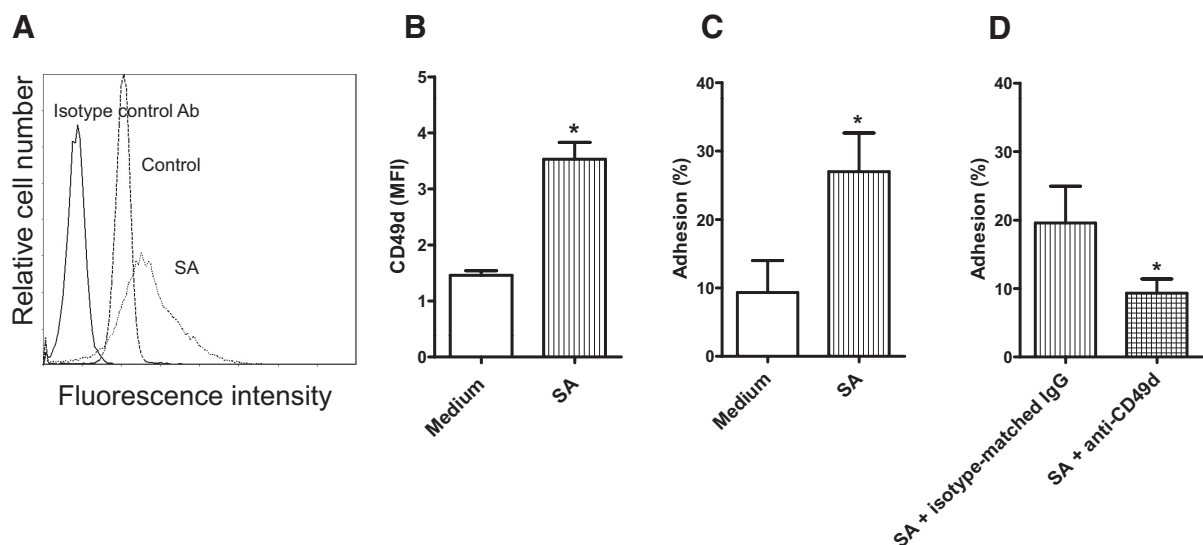 A
Relative cell number
Isotype control Ab
Control
SA
Fluorescence intensity
B
CD49d (MFI)
5
4
3
2
1
0
*
Medium
SA
C
Adhesion (%)
40
30
20
10
0
*
Medium
SA
D
Adhesion (%)
40
30
20
10
0
*
SA + isotype-matched IgG
SA + anti-CD49d